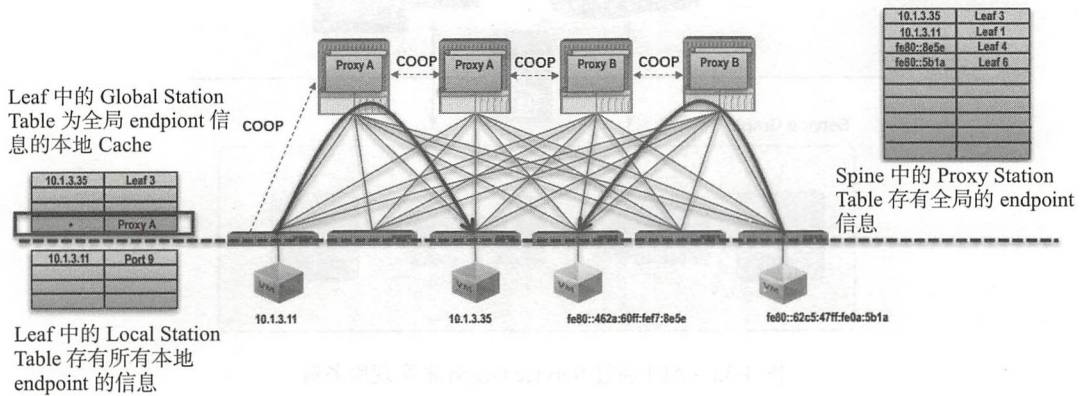 10.1.3.35 Leaf 3
10.1.3.11 Leaf 1
fe80::8e5e Leaf 4
fe80::5b1a Leaf 6
Proxy A COOP Proxy A COOP Proxy B COOP Proxy B
Leaf 中的 Global Station
Table 为全局 endpiont 信
息的本地 Cache
COOP
10.1.3.35 Leaf 3
* Proxy A
10.1.3.11 Port 9
Leaf 中的 Local Station
Table 存有所有本地
endpoint 的信息
Spine 中的 Proxy Station
Table 存有全局的 endpoint
信息
VM VM VM VM
10.1.3.11 10.1.3.35 fe80::462a:60ff:fef7:8e5e fe80::62c5:47ff:fe0a:5b1a